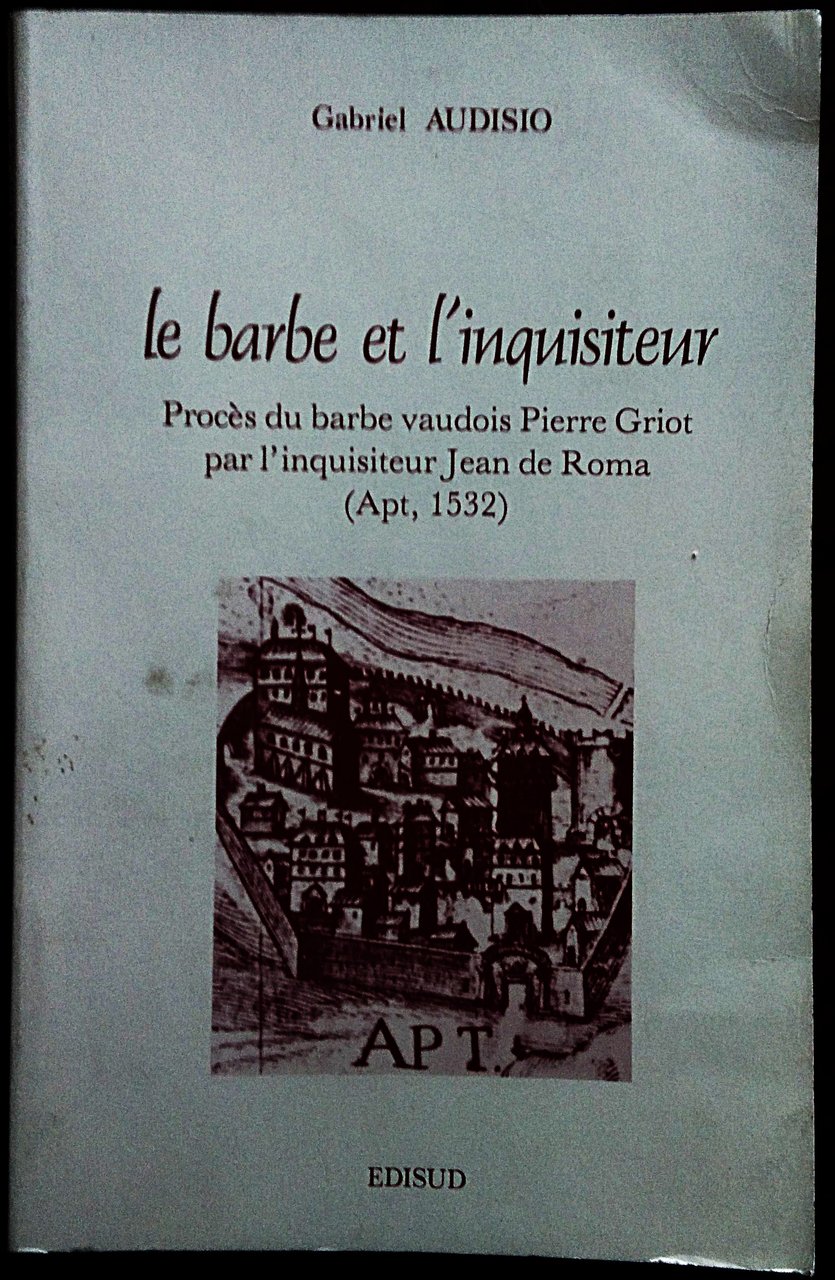 Gabriel AUDISIO
le barbe et l'inquisiteur
Procès du barbe vaudois Pierre Griot
par l'inquisiteur Jean de Roma
(Apt, 1532)
APT.
EDISUD